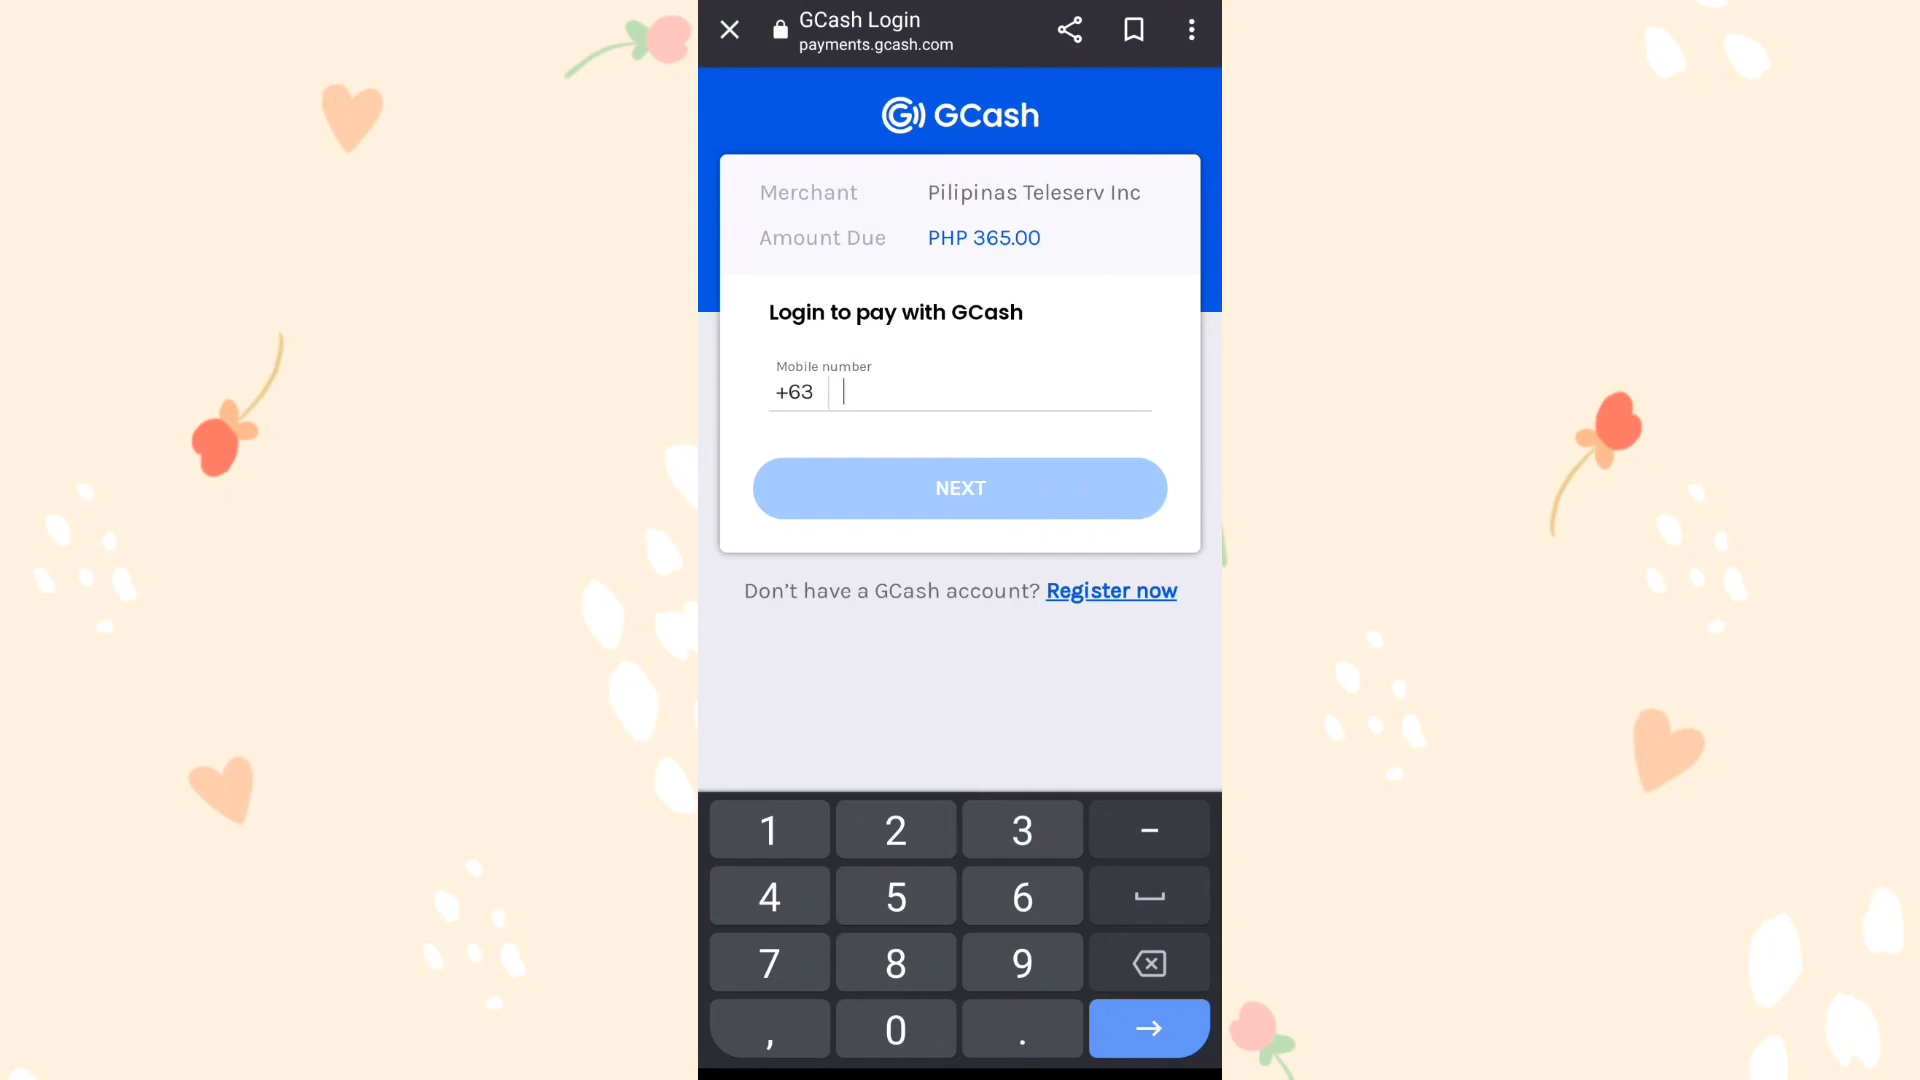 GCash Login
payments.gcash.com
GCash
Merchant Pilipinas Teleserv Inc
Amount Due PHP 365.00
Login to pay with GCash
Mobile number
+63
NEXT
Don’t have a GCash account? Register now
1 2 3 -
4 5 6
7 8 9
, 0 .